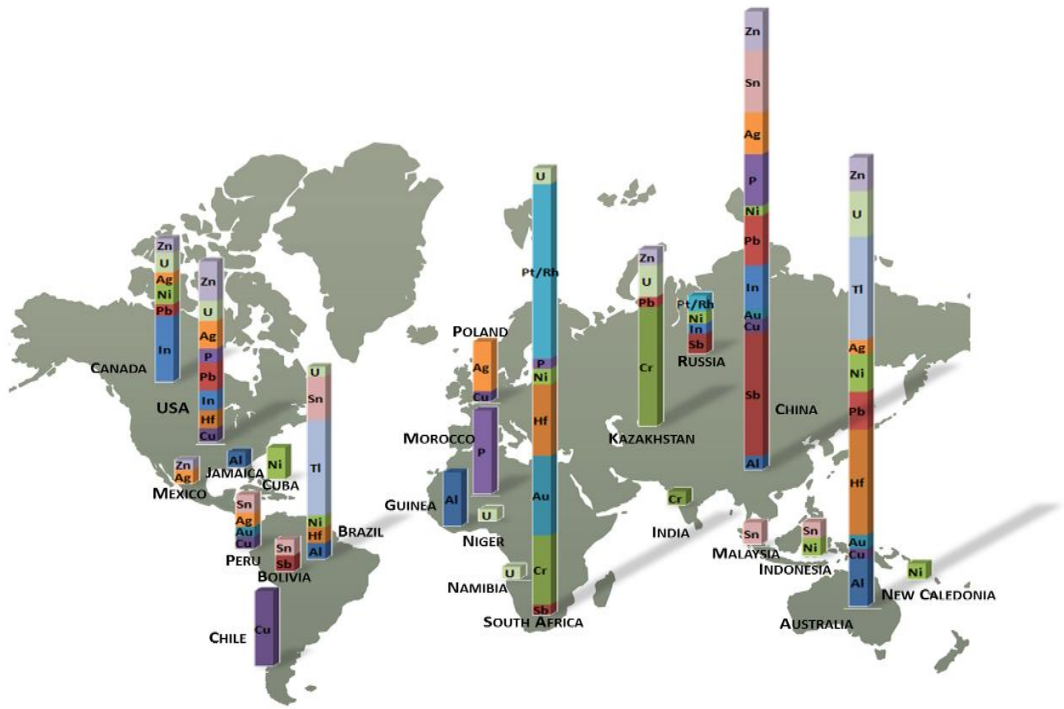 Zn
U
Ag
Ni
Pb
In
CANADA
Zn
U
Ag
P
Pb
In
Hf
Cu
USA
Zn
Ag
MEXICO
Al
JAMAICA
Ni
CUBA
Sn
Ag
Au
Cu
PERU
Sn
Sb
BOLIVIA
U
Sn
Tl
Ni
Hf
Al
BRAZIL
Cu
CHILE
POLAND
Ag
Cu
MOROCCO
P
GUINEA
Al
U
NIGER
U
NAMIBIA
U
Pt/Rh
P
Ni
Hf
Au
Cr
Sb
SOUTH AFRICA
Zn
U
Pb
Cr
KAZAKHSTAN
Pt/Rh
Ni
In
Sb
RUSSIA
Cr
INDIA
Zn
Sn
Ag
P
Ni
Pb
In
Au
Cu
Sb
Al
CHINA
Sn
MALAYSIA
Sn
Ni
INDONESIA
Zn
U
Tl
Ag
Ni
Pb
Hf
Au
Cu
Al
AUSTRALIA
Ni
NEW CALEDONIA